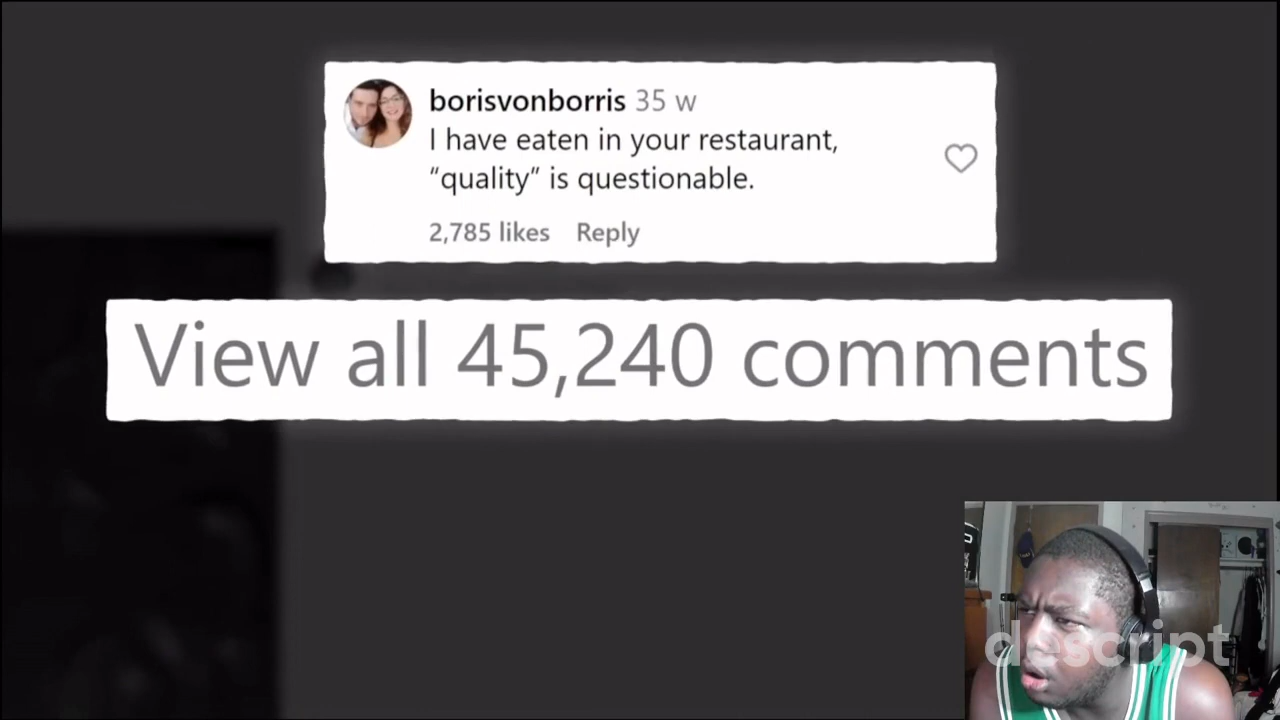 borisvonborris 35 w
I have eaten in your restaurant,
“quality” is questionable.
2,785 likes Reply
View all 45,240 comments
descript